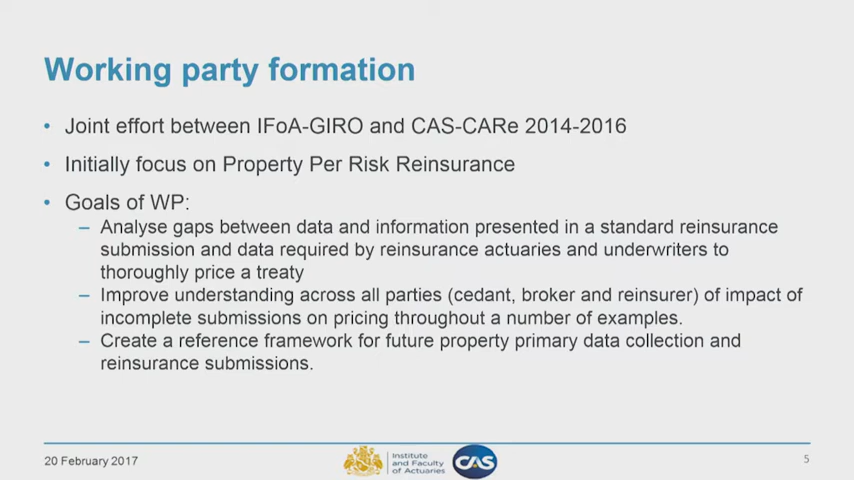 Working party formation
• Joint effort between IFoA-GIRO and CAS-CARe 2014-2016
• Initially focus on Property Per Risk Reinsurance
• Goals of WP:
– Analyse gaps between data and information presented in a standard reinsurance
submission and data required by reinsurance actuaries and underwriters to
thoroughly price a treaty
– Improve understanding across all parties (cedant, broker and reinsurer) of impact of
incomplete submissions on pricing throughout a number of examples.
– Create a reference framework for future property primary data collection and
reinsurance submissions.
20 February 2017
Institute
and Faculty
of Actuaries
CAS
5